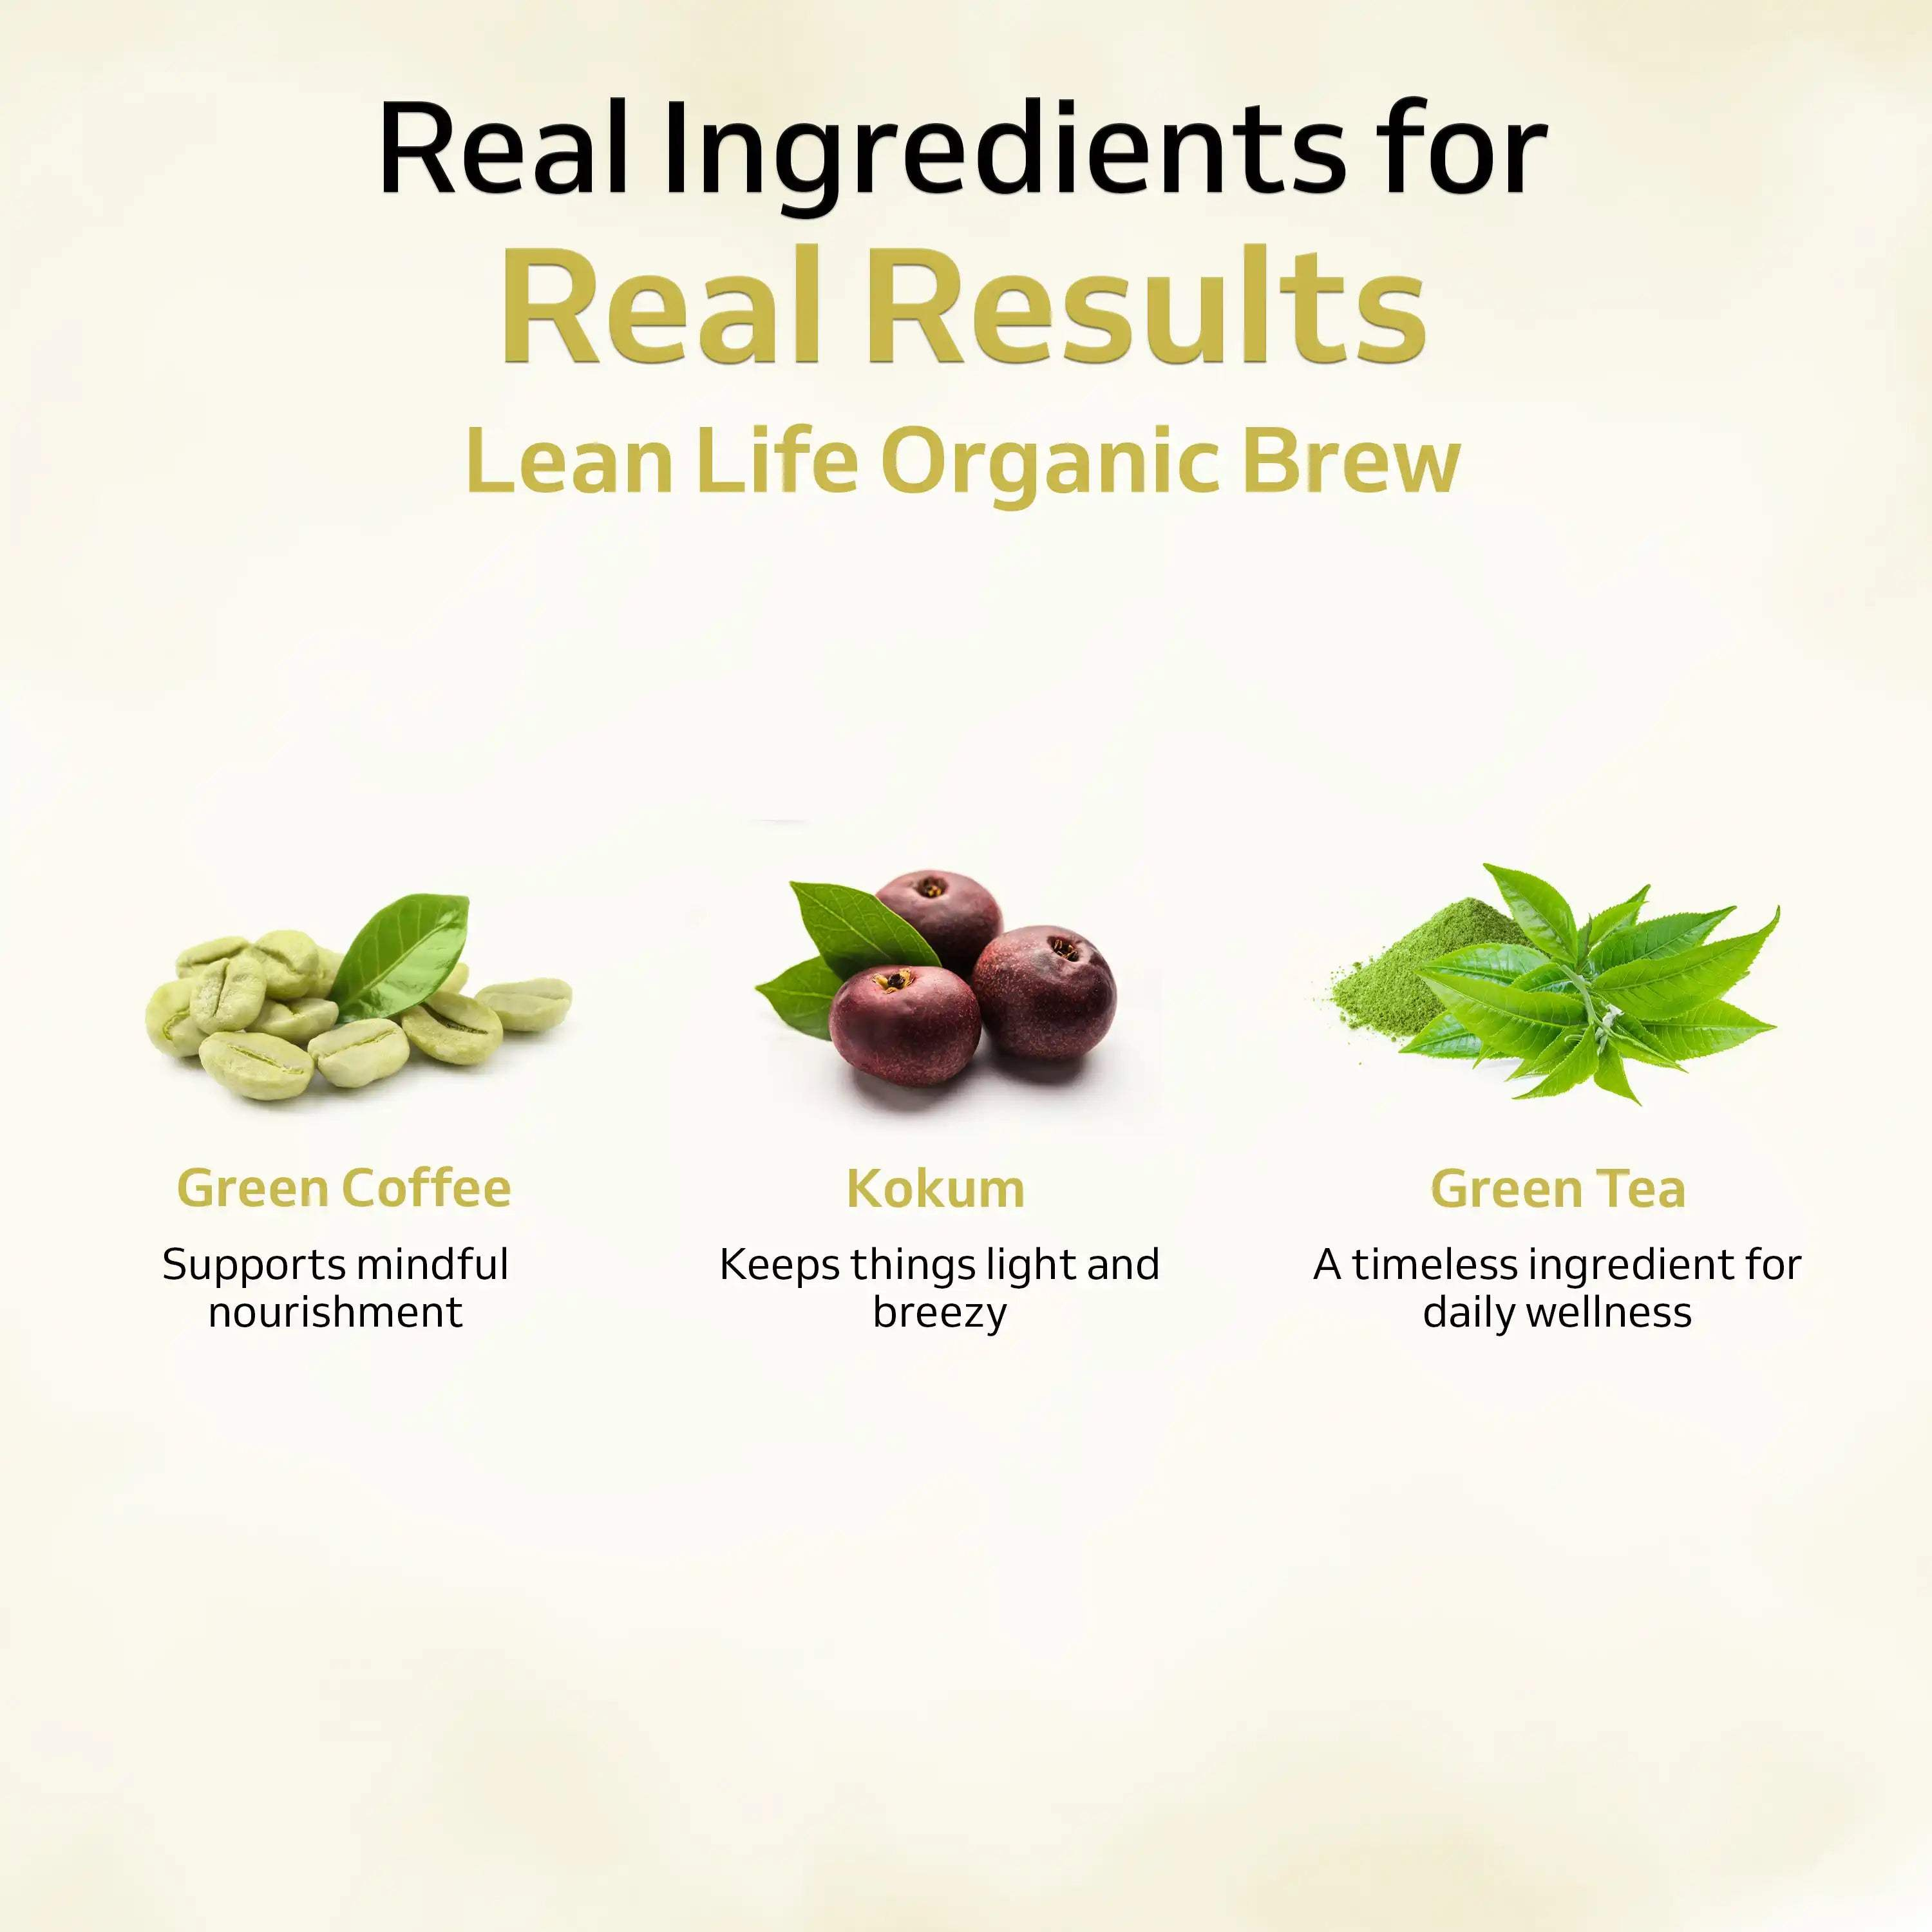 Real Ingredients for
Real Results
Lean Life Organic Brew
Green Coffee
Supports mindful
nourishment
Kokum
Keeps things light and
breezy
Green Tea
A timeless ingredient for
daily wellness